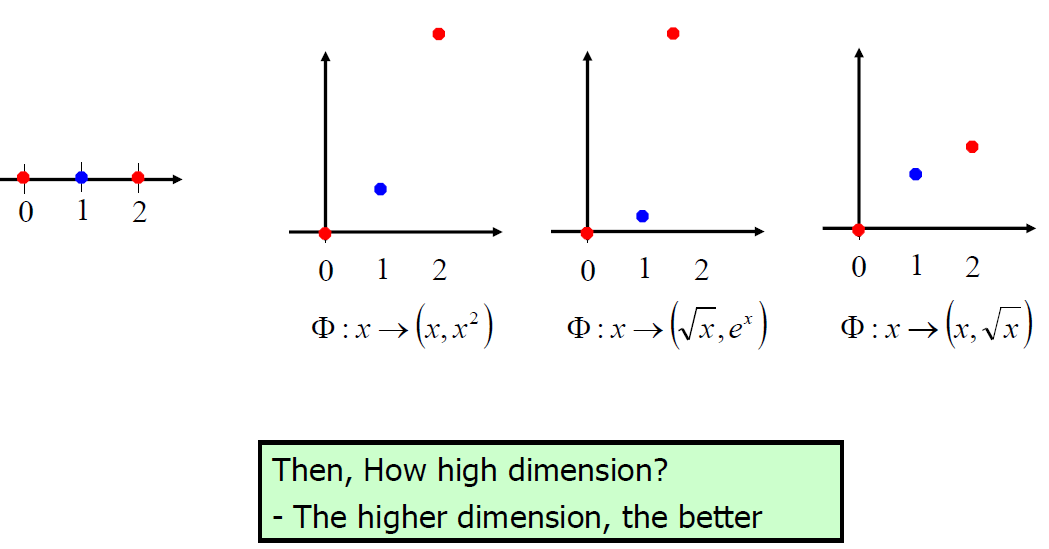 0 1 2
0 1 2
0 1 2
0 1 2
Φ : x → (x, x²)
Φ : x → (√x, eˣ)
Φ : x → (x, √x)
Then, How high dimension?
- The higher dimension, the better